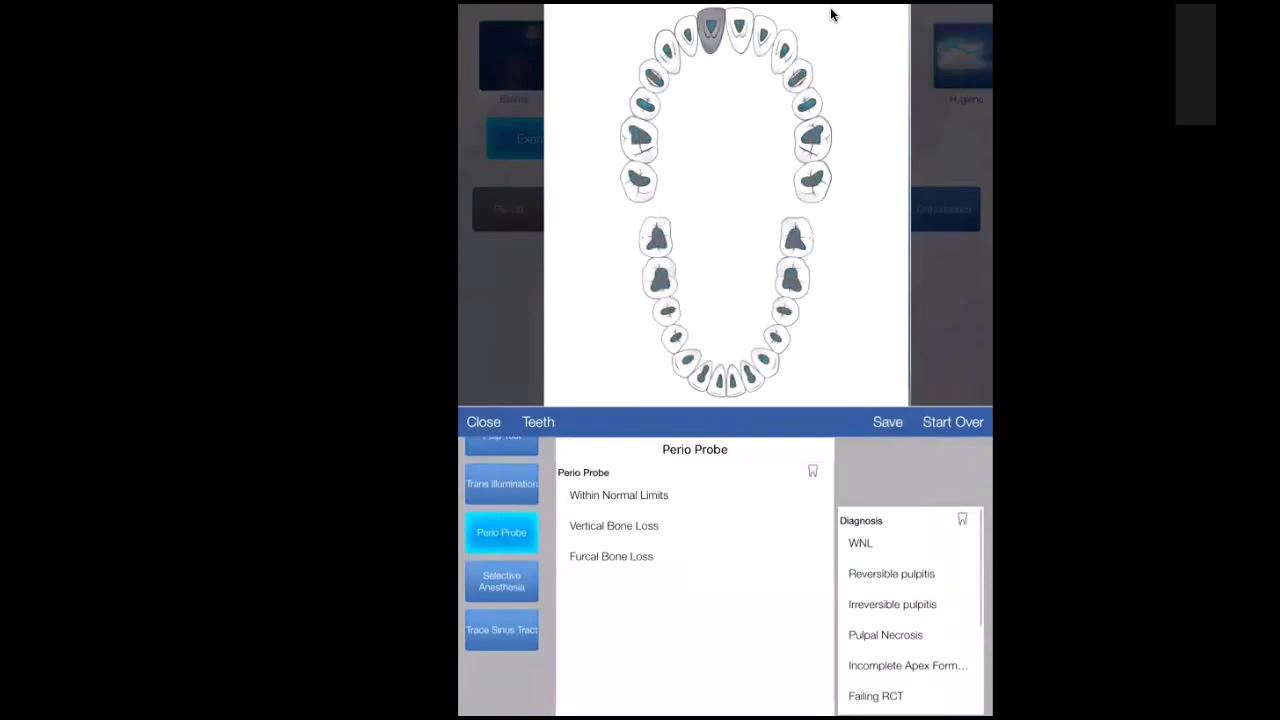 Exams
Hygiene
Close
Teeth
Save
Start Over
Perio Probe
Trans Illumination
Perio Probe
Selective
Anesthesia
Trace Sinus Tract
Perio Probe
Within Normal Limits
Vertical Bone Loss
Furcal Bone Loss
Diagnosis
WNL
Reversible pulpitis
Irreversible pulpitis
Pulpal Necrosis
Incomplete Apex Form...
Failing RCT